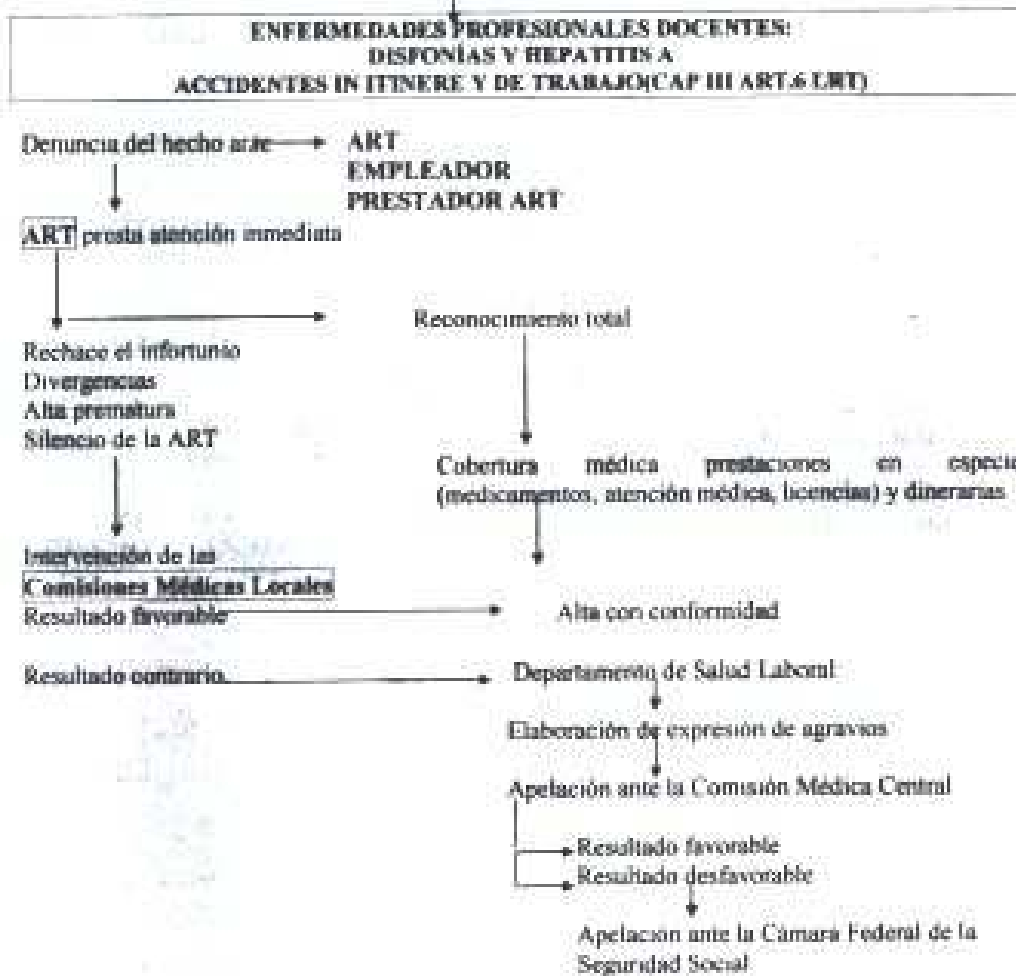 ENFERMEDADES PROFESIONALES DOCENTES:
DISFONÍAS Y HEPATITIS A
ACCIDENTES IN ITINERE Y DE TRABAJO(CAP III ART.6 LRT)
Denuncia del hecho ante
ART
EMPLEADOR
PRESTADOR ART
ART presta atención inmediata
Reconocimiento total
Rechace el infortunio
Divergencias
Alta prematura
Silencio de la ART
Cobertura médica prestaciones en especie
(medicamentos, atención médica, licencias) y dinerarias
Intervención de las
Comisiones Médicas Locales
Resultado favorable
Alta con conformidad
Resultado contrario
Departamento de Salud Laboral
Elaboración de expresión de agravios
Apelación ante la Comisión Médica Central
Resultado favorable
Resultado desfavorable
Apelación ante la Cámara Federal de la
Seguridad Social